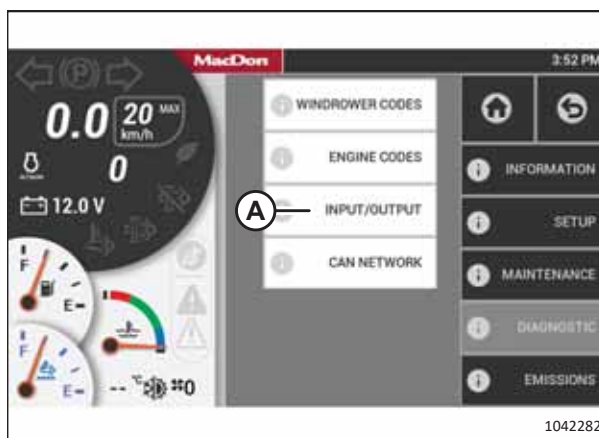 MacDon
3:52 PM
0.0
20 MAX
km/h
0
12.0 V
F
E
F
E
-- °C
0
WINDROWER CODES
ENGINE CODES
A
INPUT/OUTPUT
CAN NETWORK
INFORMATION
SETUP
MAINTENANCE
DIAGNOSTIC
EMISSIONS
1042282